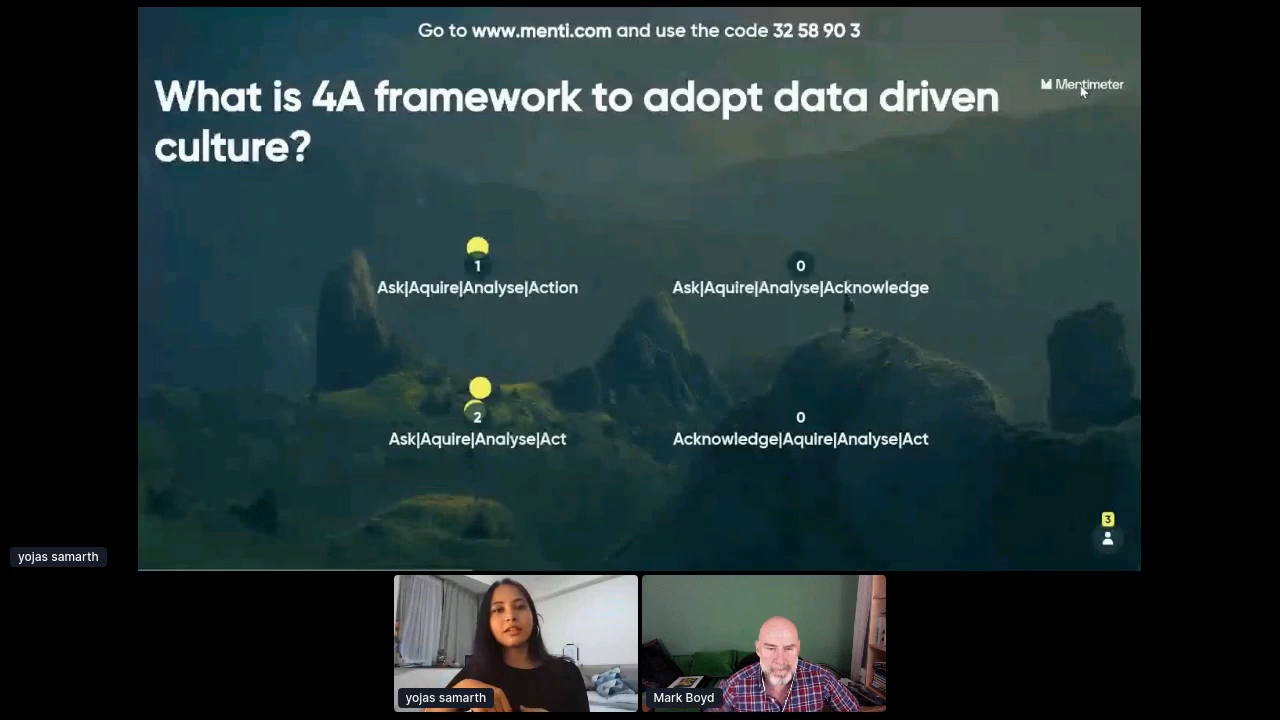 Go to www.menti.com and use the code 32 58 90 3
What is 4A framework to adopt data driven
culture?
Mentimeter
1
Ask|Aquire|Analyse|Action
0
Ask|Aquire|Analyse|Acknowledge
2
Ask|Aquire|Analyse|Act
0
Acknowledge|Aquire|Analyse|Act
3
yojas samarth
yojas samarth
Mark Boyd